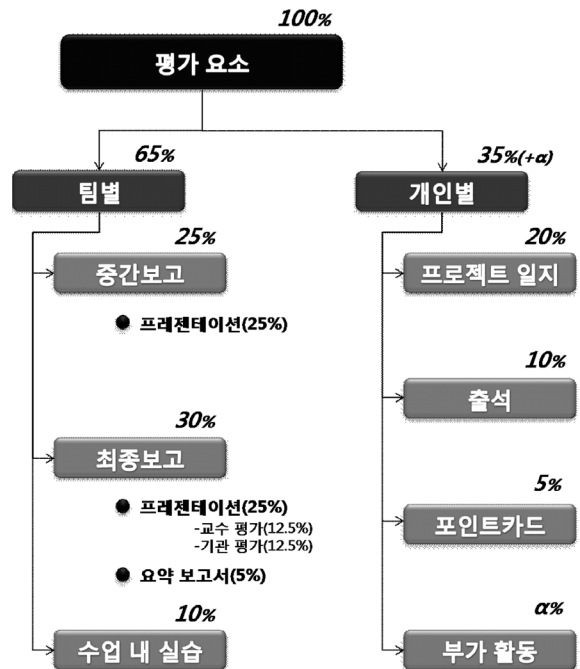 100%
평가 요소
65%
팀별
25%
중간보고
● 프레젠테이션(25%)
30%
최종보고
● 프레젠테이션(25%)
-교수 평가(12.5%)
-기관 평가(12.5%)
● 요약 보고서(5%)
10%
수업 내 실습
35%(+α)
개인별
20%
프로젝트 일지
10%
출석
5%
포인트카드
α%
부가 활동